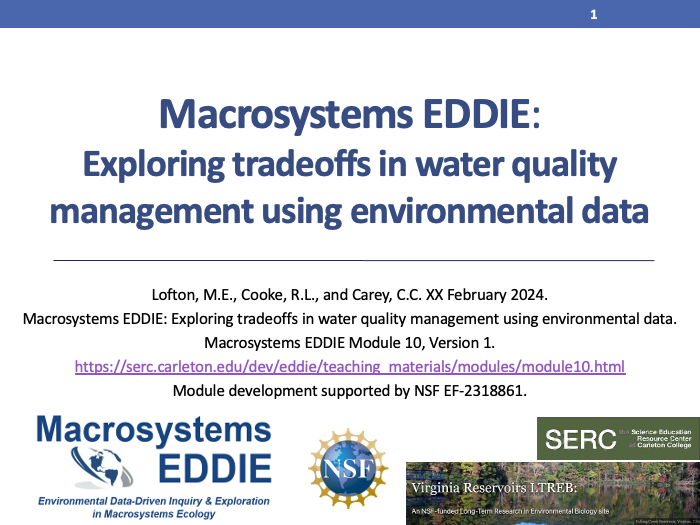 1
Macrosystems EDDIE:
Exploring tradeoffs in water quality
management using environmental data
Lofton, M.E., Cooke, R.L., and Carey, C.C. XX February 2024.
Macrosystems EDDIE: Exploring tradeoffs in water quality management using environmental data.
Macrosystems EDDIE Module 10, Version 1.
https://serc.carleton.edu/dev/eddie/teaching_materials/modules/module10.html
Module development supported by NSF EF-2318861.
Macrosystems
EDDIE
Environmental Data-Driven Inquiry & Exploration
in Macrosystems Ecology
NSF
SERC
the Science Education
Resource Center
at Carleton College
Virginia Reservoirs LTREB:
An NSF-funded Long-Term Research in Environmental Biology site